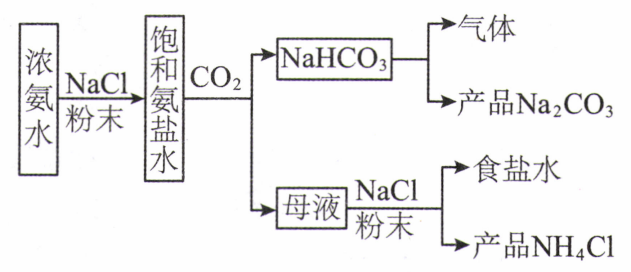 浓氨水
NaCl
粉末
饱和氨盐水
CO₂
NaHCO₃
气体
产品Na₂CO₃
母液
NaCl
粉末
食盐水
产品NH₄Cl